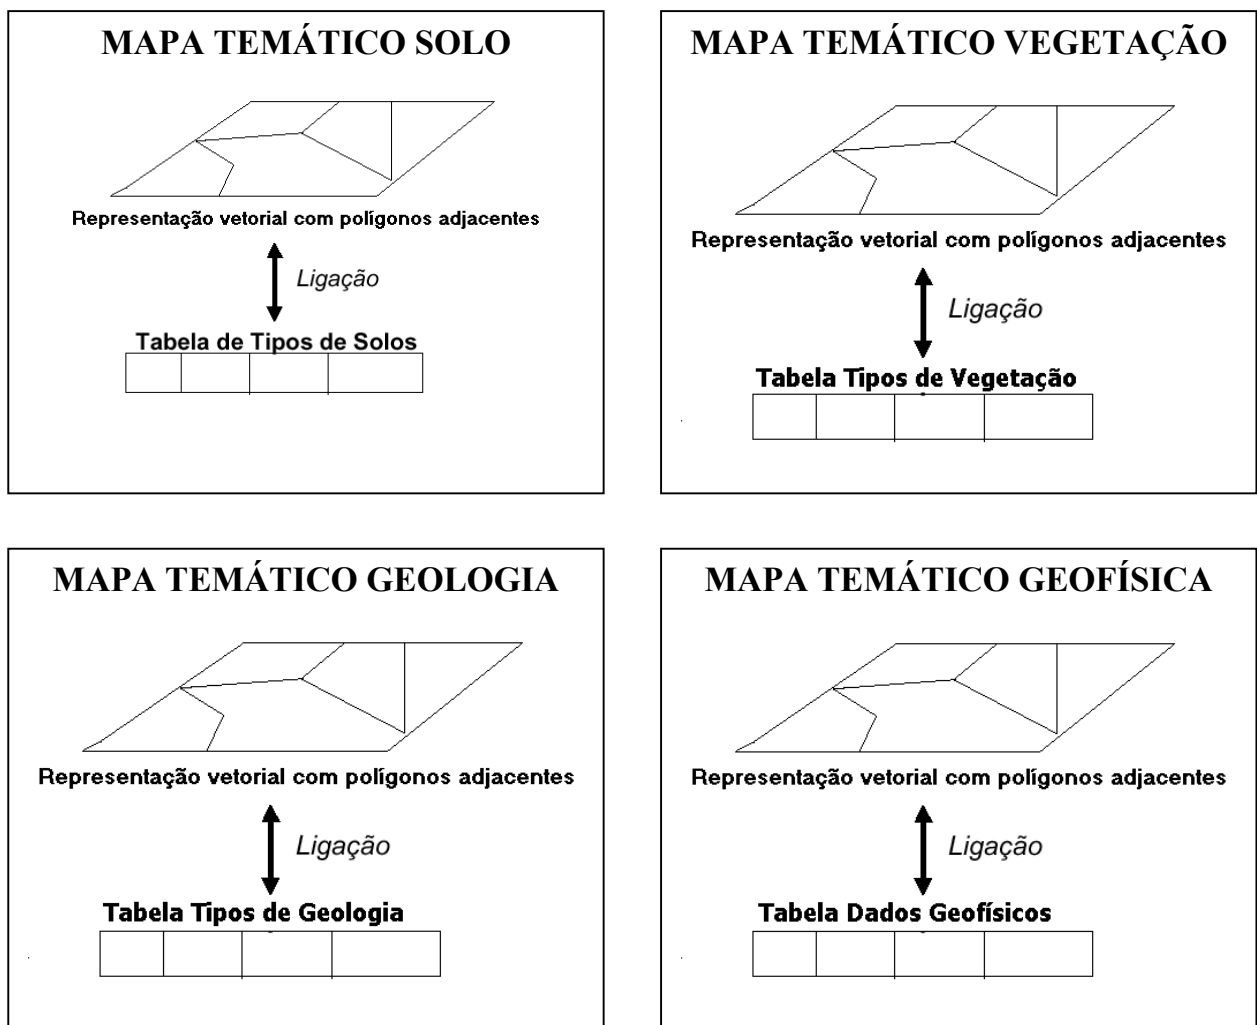 MAPA TEMÁTICO SOLO
Representação vetorial com polígonos adjacentes
Ligação
Tabela de Tipos de Solos
MAPA TEMÁTICO VEGETAÇÃO
Representação vetorial com polígonos adjacentes
Ligação
Tabela Tipos de Vegetação
MAPA TEMÁTICO GEOLOGIA
Representação vetorial com polígonos adjacentes
Ligação
Tabela Tipos de Geologia
MAPA TEMÁTICO GEOFÍSICA
Representação vetorial com polígonos adjacentes
Ligação
Tabela Dados Geofísicos